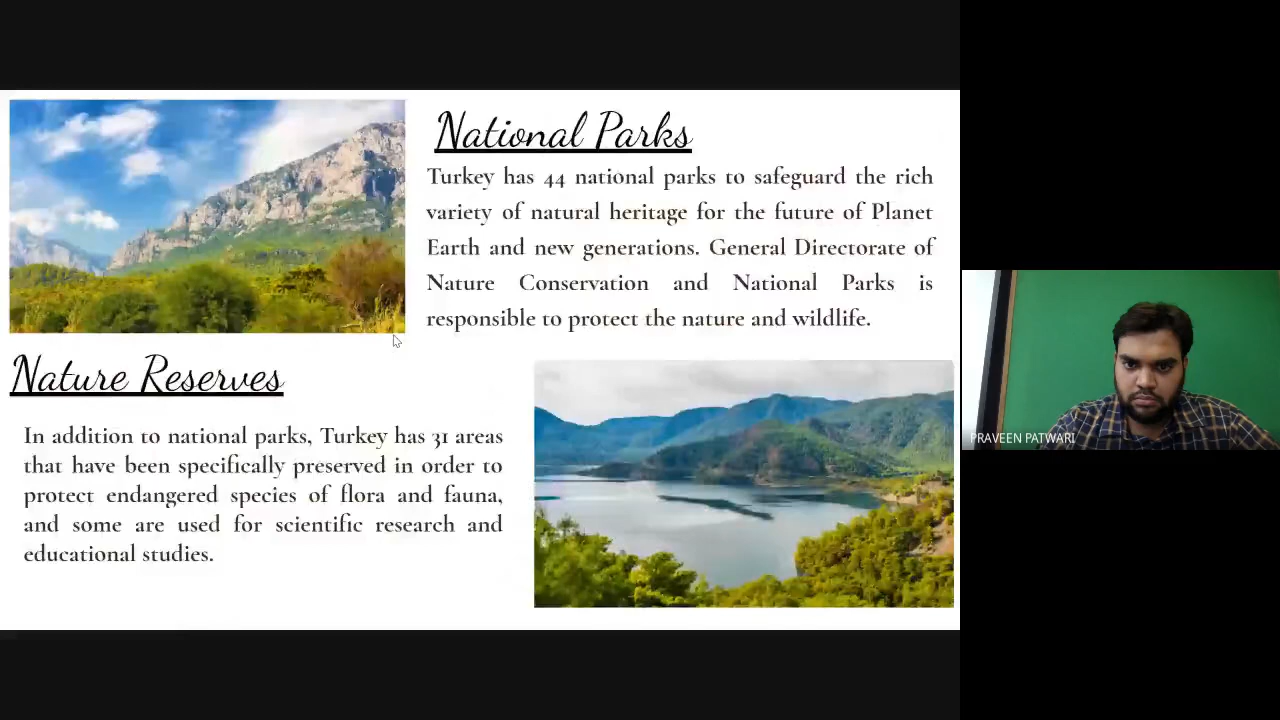 National Parks
Turkey has 44 national parks to safeguard the rich
variety of natural heritage for the future of Planet
Earth and new generations. General Directorate of
Nature Conservation and National Parks is
responsible to protect the nature and wildlife.
Nature Reserves
In addition to national parks, Turkey has 31 areas
that have been specifically preserved in order to
protect endangered species of flora and fauna,
and some are used for scientific research and
educational studies.
PRAVEEN PATWARI